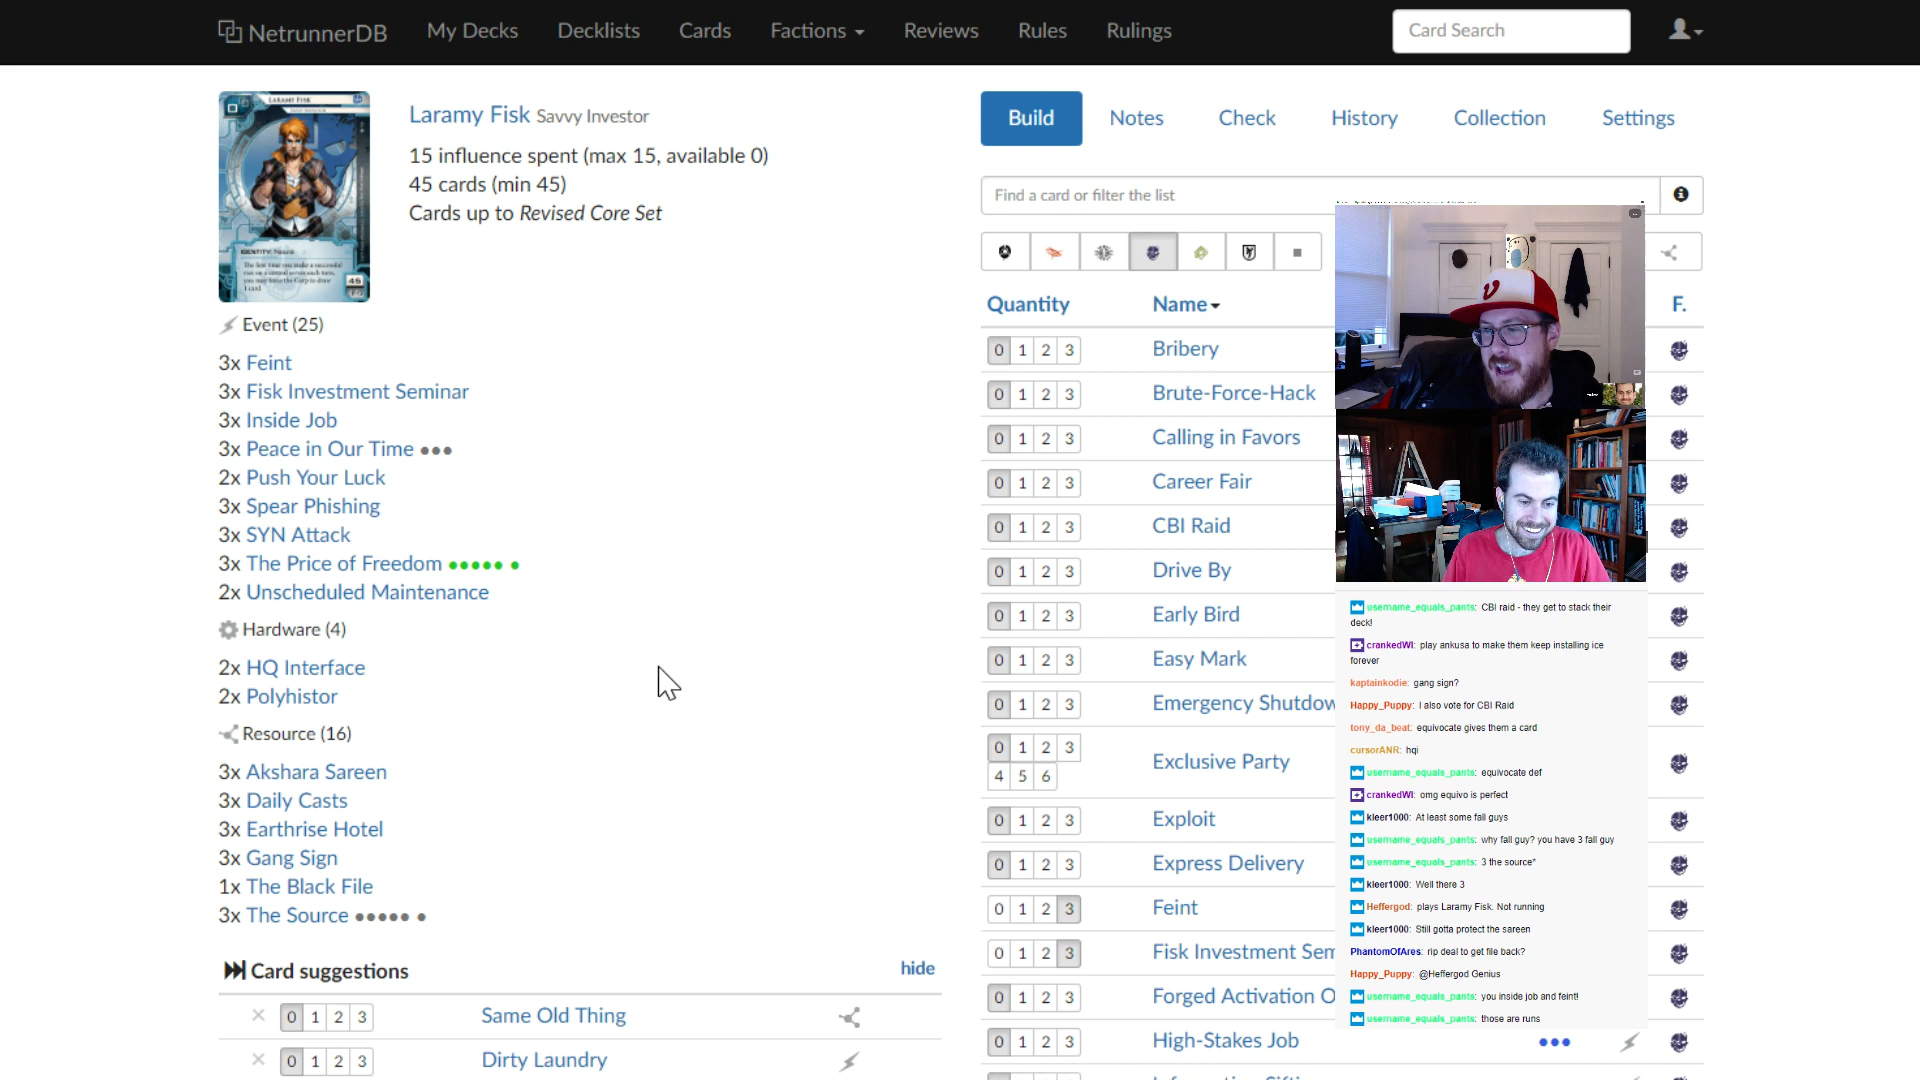 NetrunnerDB My Decks Decklists Cards Factions Reviews Rules Rulings Card Search
LARAMY FISK
Laramy Fisk Savvy Investor
15 influence spent (max 15, available 0)
45 cards (min 45)
Cards up to Revised Core Set
Event (25)
3x Feint
3x Fisk Investment Seminar
3x Inside Job
3x Peace in Our Time
2x Push Your Luck
3x Spear Phishing
3x SYN Attack
3x The Price of Freedom
2x Unscheduled Maintenance
Hardware (4)
2x HQ Interface
2x Polyhistor
Resource (16)
3x Akshara Sareen
3x Daily Casts
3x Earthrise Hotel
3x Gang Sign
1x The Black File
3x The Source
Card suggestions hide
0 1 2 3 Same Old Thing
0 1 2 3 Dirty Laundry
Build Notes Check History Collection Settings
Find a card or filter the list
Quantity Name F.
0 1 2 3 Bribery
0 1 2 3 Brute-Force-Hack
0 1 2 3 Calling in Favors
0 1 2 3 Career Fair
0 1 2 3 CBI Raid
0 1 2 3 Drive By
0 1 2 3 Early Bird
0 1 2 3 Easy Mark
0 1 2 3 Emergency Shutdow
0 1 2 3
4 5 6 Exclusive Party
0 1 2 3 Exploit
0 1 2 3 Express Delivery
0 1 2 3 Feint
0 1 2 3 Fisk Investment Sem
0 1 2 3 Forged Activation O
0 1 2 3 High-Stakes Job
username_equals_pants: CBI raid - they get to stack their
deck!
crankedWI: play ankusa to make them keep installing ice
forever
kaptainkodie: gang sign?
Happy_Puppy: I also vote for CBI Raid
tony_da_beat: equivocate gives them a card
cursorANR: hqi
username_equals_pants: equivocate def
crankedWI: omg equivo is perfect
kleer1000: At least some fall guys
username_equals_pants: why fall guy? you have 3 fall guy
username_equals_pants: 3 the source*
kleer1000: Well there 3
Heffergod: plays Laramy Fisk. Not running
kleer1000: Still gotta protect the sareen
PhantomOfAres: rip deal to get file back?
Happy_Puppy: @Heffergod Genius
username_equals_pants: you inside job and feint!
username_equals_pants: those are runs